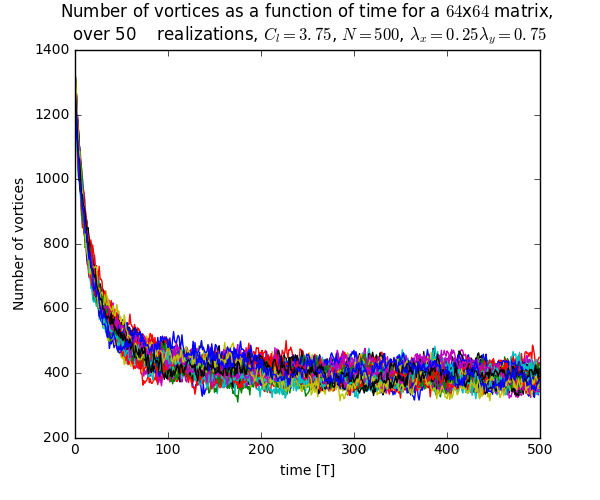 Number of vortices as a function of time for a 64x64 matrix,
over 50 realizations, C_l = 3.75, N = 500, λ_x = 0.25λ_y = 0.75
1400
1200
1000
800
600
400
200
Number of vortices
0 100 200 300 400 500
time [T]